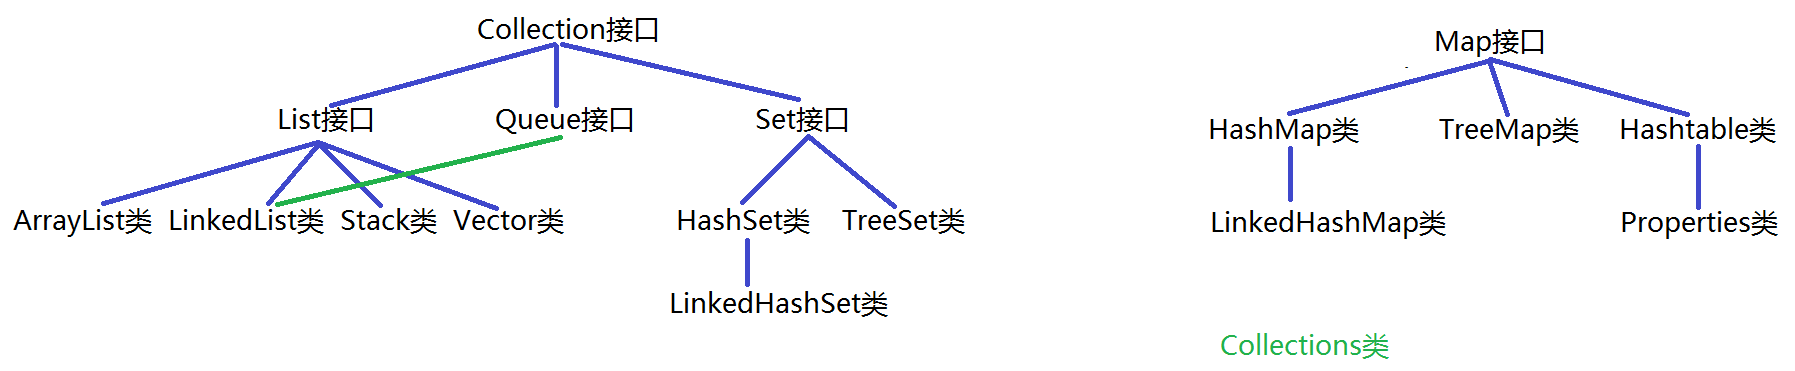 Collection接口
Map接口
List接口 Queue接口 Set接口
HashMap类 TreeMap类 Hashtable类
ArrayList类 LinkedList类 Stack类 Vector类 HashSet类 TreeSet类
LinkedHashMap类 Properties类
LinkedHashSet类
Collections类